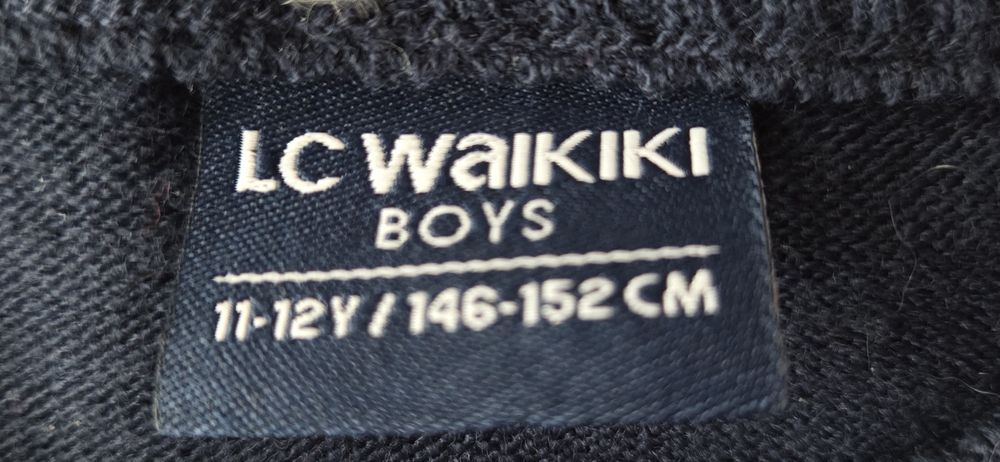 LC WaIKIKI
BOYS
11-12Y / 146-152 CM